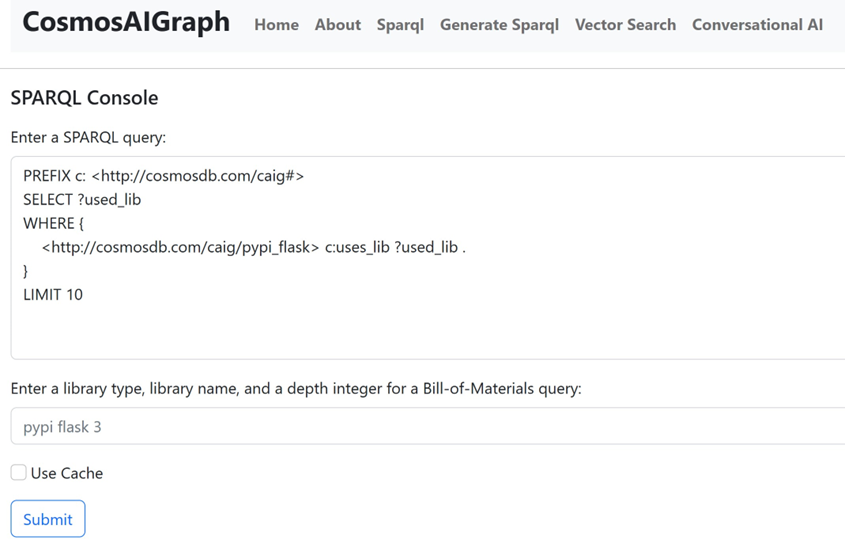 CosmosAIGraph Home About Sparql Generate Sparql Vector Search Conversational AI
SPARQL Console
Enter a SPARQL query:
PREFIX c: <http://cosmosdb.com/caig#>
SELECT ?used_lib
WHERE {
<http://cosmosdb.com/caig/pypi_flask> c:uses_lib ?used_lib .
}
LIMIT 10
Enter a library type, library name, and a depth integer for a Bill-of-Materials query:
pypi flask 3
Use Cache
Submit